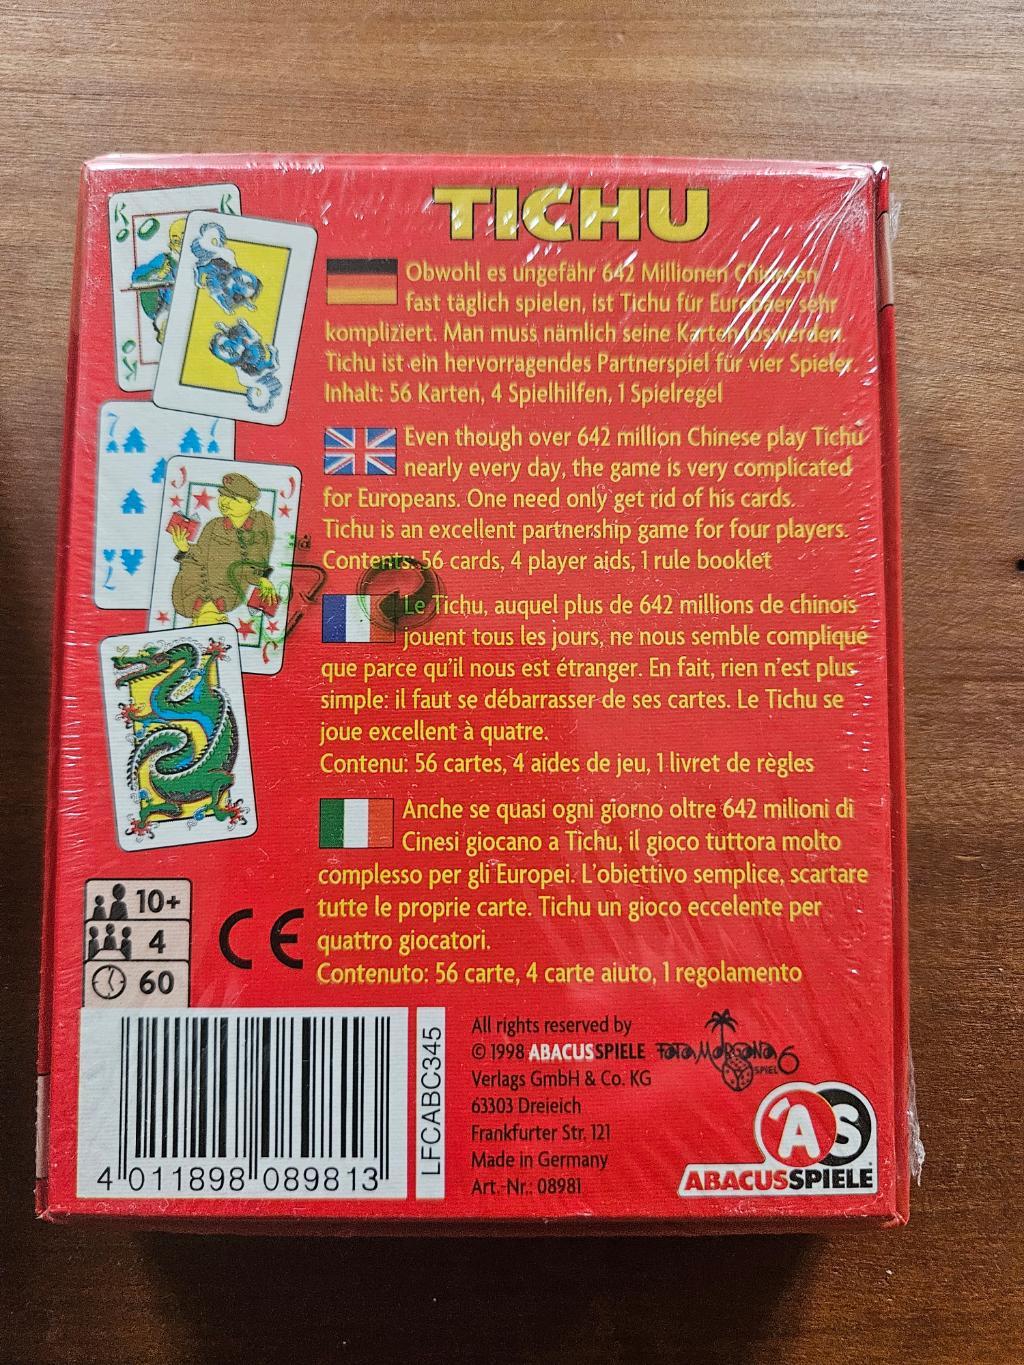 TICHU
Obwohl es ungefähr 642 Millionen Chinesen
fast täglich spielen, ist Tichu für Europäer sehr
kompliziert. Man muss nämlich seine Karten loswerden.
Tichu ist ein hervorragendes Partnerspiel für vier Spieler.
Inhalt: 56 Karten, 4 Spielhilfen, 1 Spielregel
Even though over 642 million Chinese play Tichu
nearly every day, the game is very complicated
for Europeans. One need only get rid of his cards.
Tichu is an excellent partnership game for four players.
Contents: 56 cards, 4 player aids, 1 rule booklet
Le Tichu, auquel plus de 642 millions de chinois
jouent tous les jours, ne nous semble compliqué
que parce qu'il nous est étranger. En fait, rien n'est plus
simple: il faut se débarrasser de ses cartes. Le Tichu se
joue excellent à quatre.
Contenu: 56 cartes, 4 aides de jeu, 1 livret de règles
Anche se quasi ogni giorno oltre 642 milioni di
Cinesi giocano a Tichu, il gioco tuttora molto
complesso per gli Europei. L'obiettivo semplice, scartare
tutte le proprie carte. Tichu un gioco eccelente per
quattro giocatori.
Contenuto: 56 carte, 4 carte aiuto, 1 regolamento
K
K
7
7
7
J
J
J
10+
4
60
CE
4 011898 089813
LFCABC345
All rights reserved by
© 1998 ABACUSSPIELE
Verlags GmbH & Co. KG
63303 Dreieich
Frankfurter Str. 121
Made in Germany
Art.-Nr.: 08981
FATA MORGANA 6
SPIEL
AS
ABACUSSPIELE